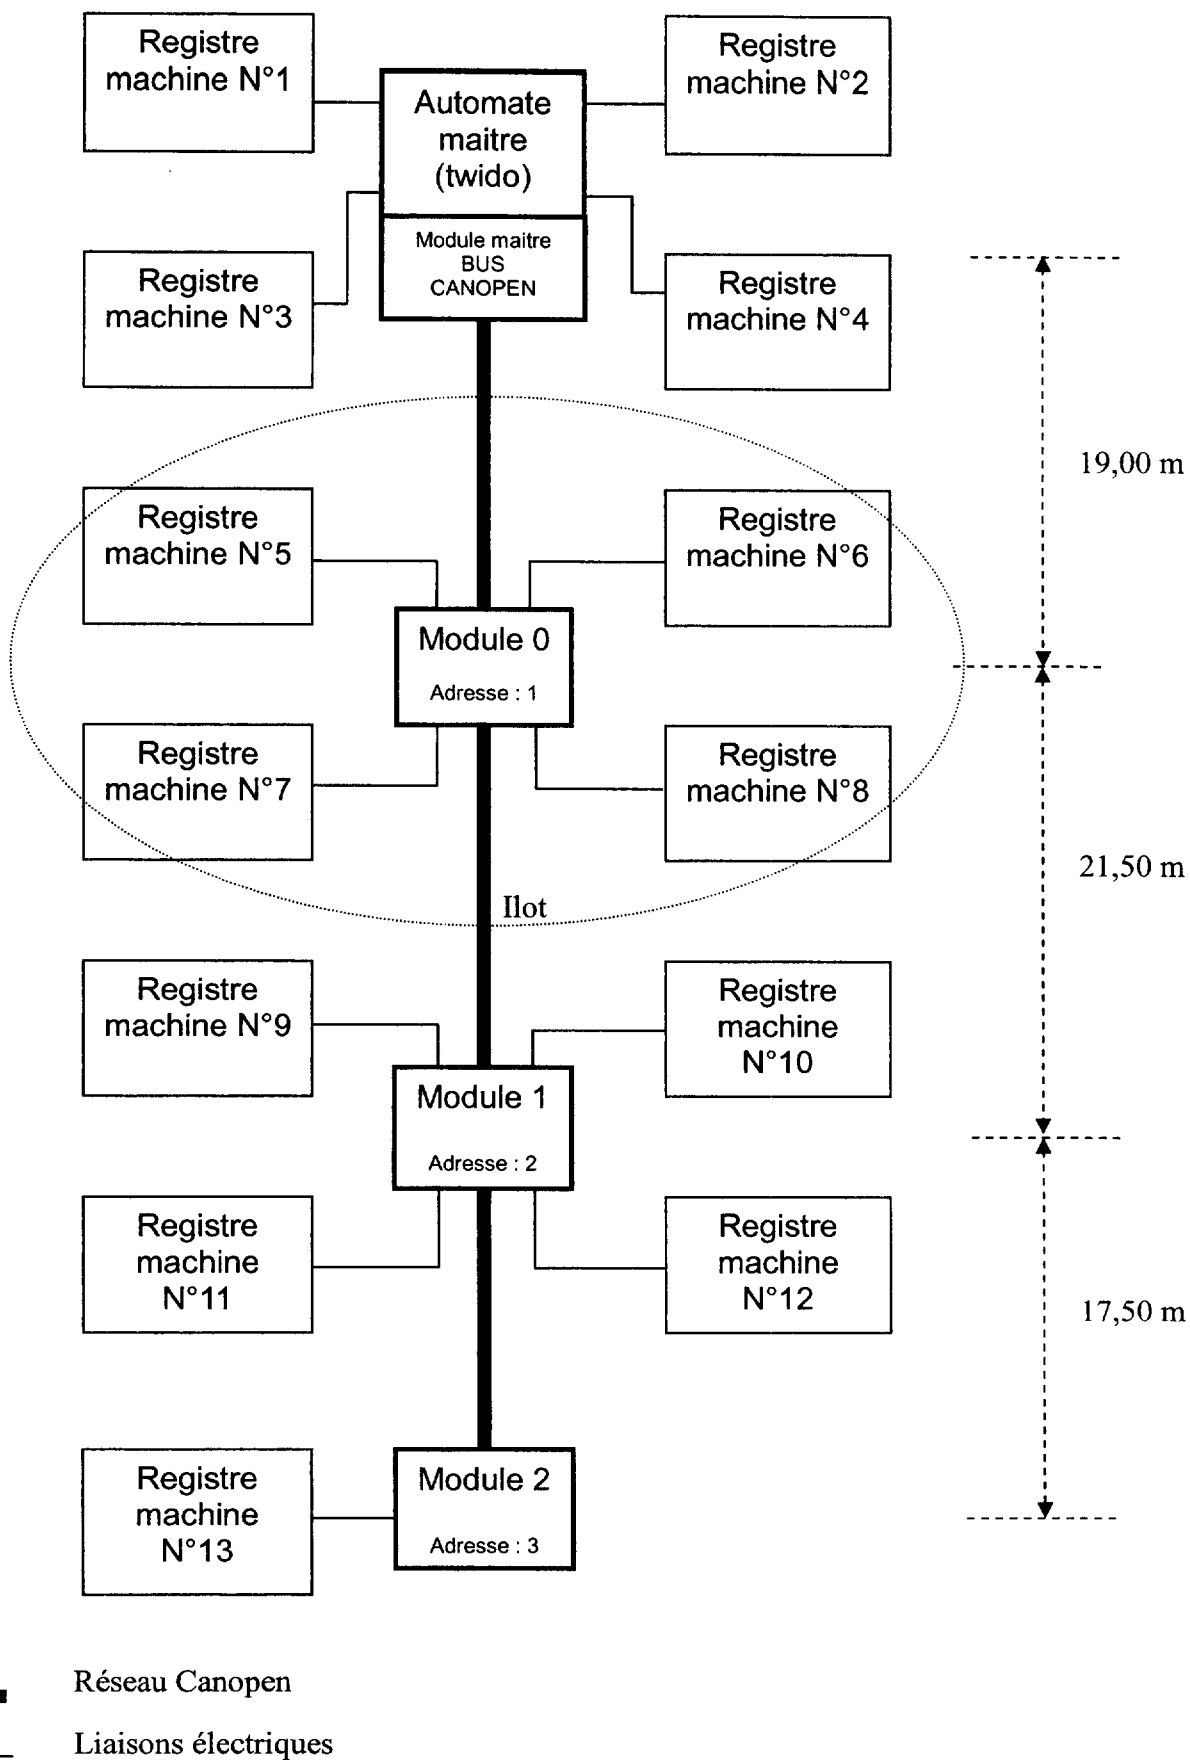 Registre
machine N°1
Automate
maitre
(twido)
Registre
machine N°2
Module maitre
BUS
CANOPEN
Registre
machine N°3
Registre
machine N°4
19,00 m
Registre
machine N°5
Registre
machine N°6
Module 0
Adresse : 1
Registre
machine N°7
Registre
machine N°8
21,50 m
Ilot
Registre
machine N°9
Registre
machine
N°10
Module 1
Adresse : 2
Registre
machine
N°11
Registre
machine
N°12
17,50 m
Registre
machine
N°13
Module 2
Adresse : 3
Réseau Canopen
Liaisons électriques